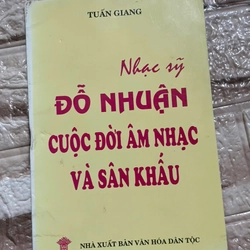 TUẤN GIANG
Nhạc sỹ
ĐỖ NHUẬN
CUỘC ĐỜI ÂM NHẠC
VÀ SÂN KHẤU
NHÀ XUẤT BẢN VĂN HÓA DÂN TỘC